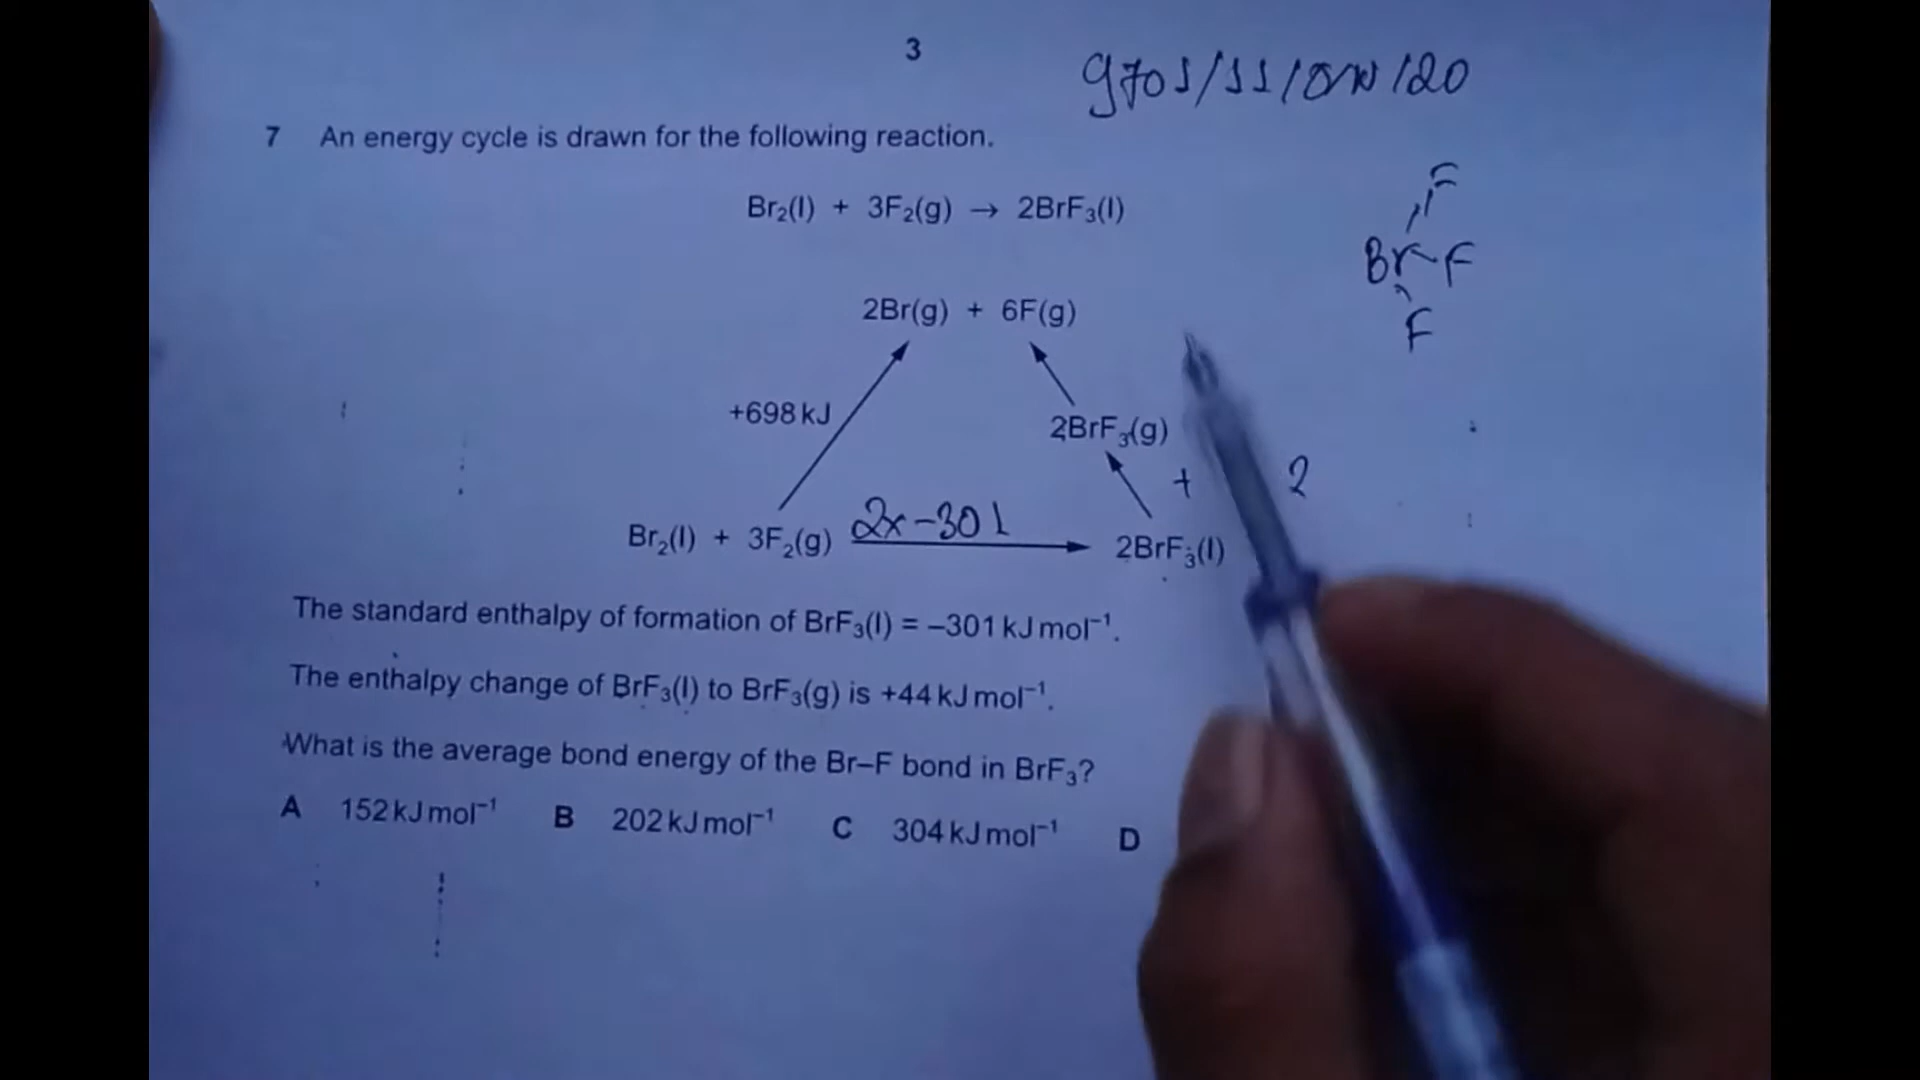 3
9701/11/ON/20
7 An energy cycle is drawn for the following reaction.
Br₂(l) + 3F₂(g) → 2BrF₃(l)
F
Br-F
F
2Br(g) + 6F(g)
+698 kJ
2BrF₃(g)
+ 2
2x-301
Br₂(l) + 3F₂(g) 2BrF₃(l)
The standard enthalpy of formation of BrF₃(l) = –301 kJ mol⁻¹.
The enthalpy change of BrF₃(l) to BrF₃(g) is +44 kJ mol⁻¹.
What is the average bond energy of the Br–F bond in BrF₃?
A 152 kJ mol⁻¹ B 202 kJ mol⁻¹ C 304 kJ mol⁻¹ D